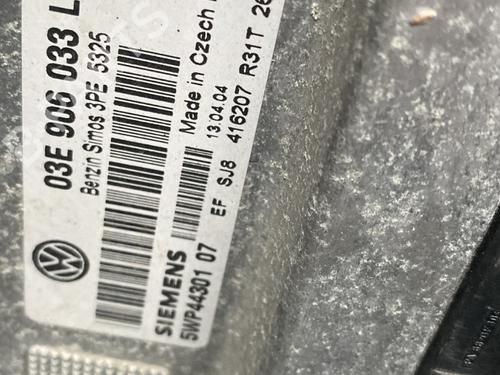 03E 906 033 L
Benzin Simos 3PE 5325
Made in Czech
13.04.04
SIEMENS
5WP44301 07
EF SJ8 416207 R31T 26